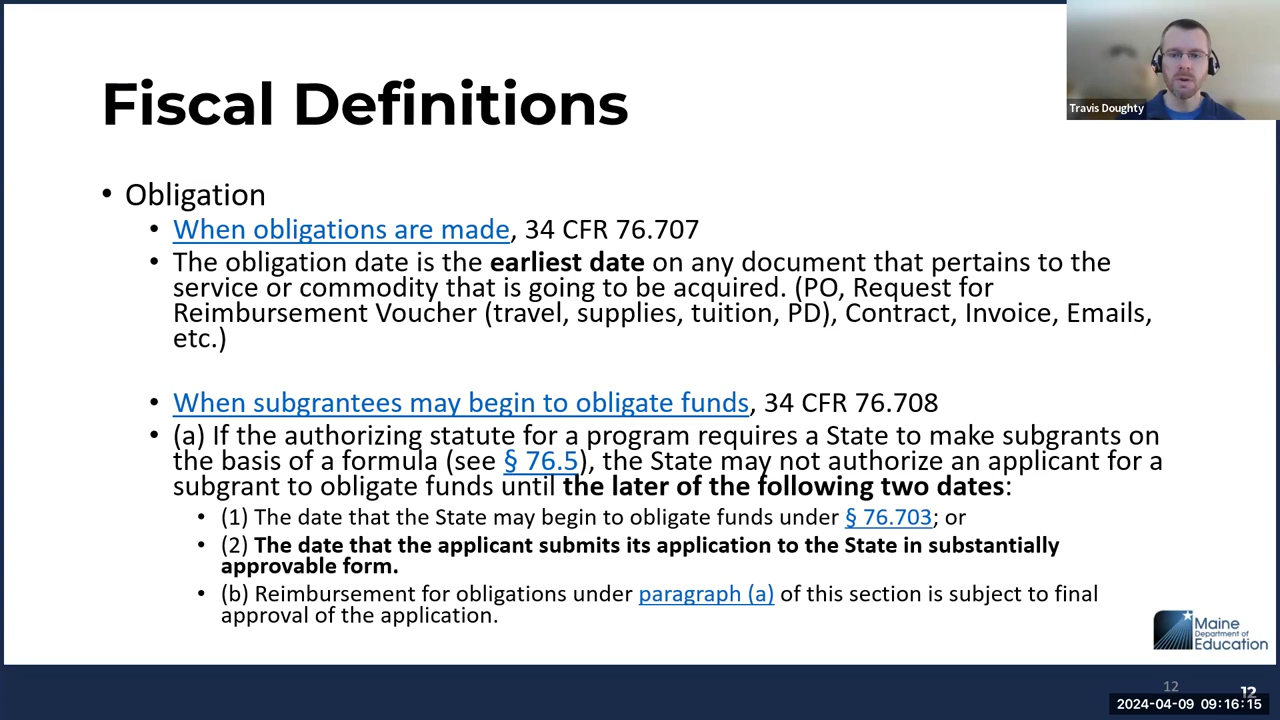 Fiscal Definitions
Travis Doughty
• Obligation
• When obligations are made, 34 CFR 76.707
• The obligation date is the earliest date on any document that pertains to the
service or commodity that is going to be acquired. (PO, Request for
Reimbursement Voucher (travel, supplies, tuition, PD), Contract, Invoice, Emails,
etc.)
• When subgrantees may begin to obligate funds, 34 CFR 76.708
• (a) If the authorizing statute for a program requires a State to make subgrants on
the basis of a formula (see § 76.5), the State may not authorize an applicant for a
subgrant to obligate funds until the later of the following two dates:
• (1) The date that the State may begin to obligate funds under § 76.703; or
• (2) The date that the applicant submits its application to the State in substantially
approvable form.
• (b) Reimbursement for obligations under paragraph (a) of this section is subject to final
approval of the application.
Maine
Department of
Education
12
12
2024-04-09 09:16:15